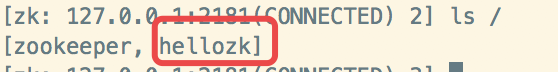 [zk: 127.0.0.1:2181(CONNECTED) 2] ls /
[zookeeper, hellozk]